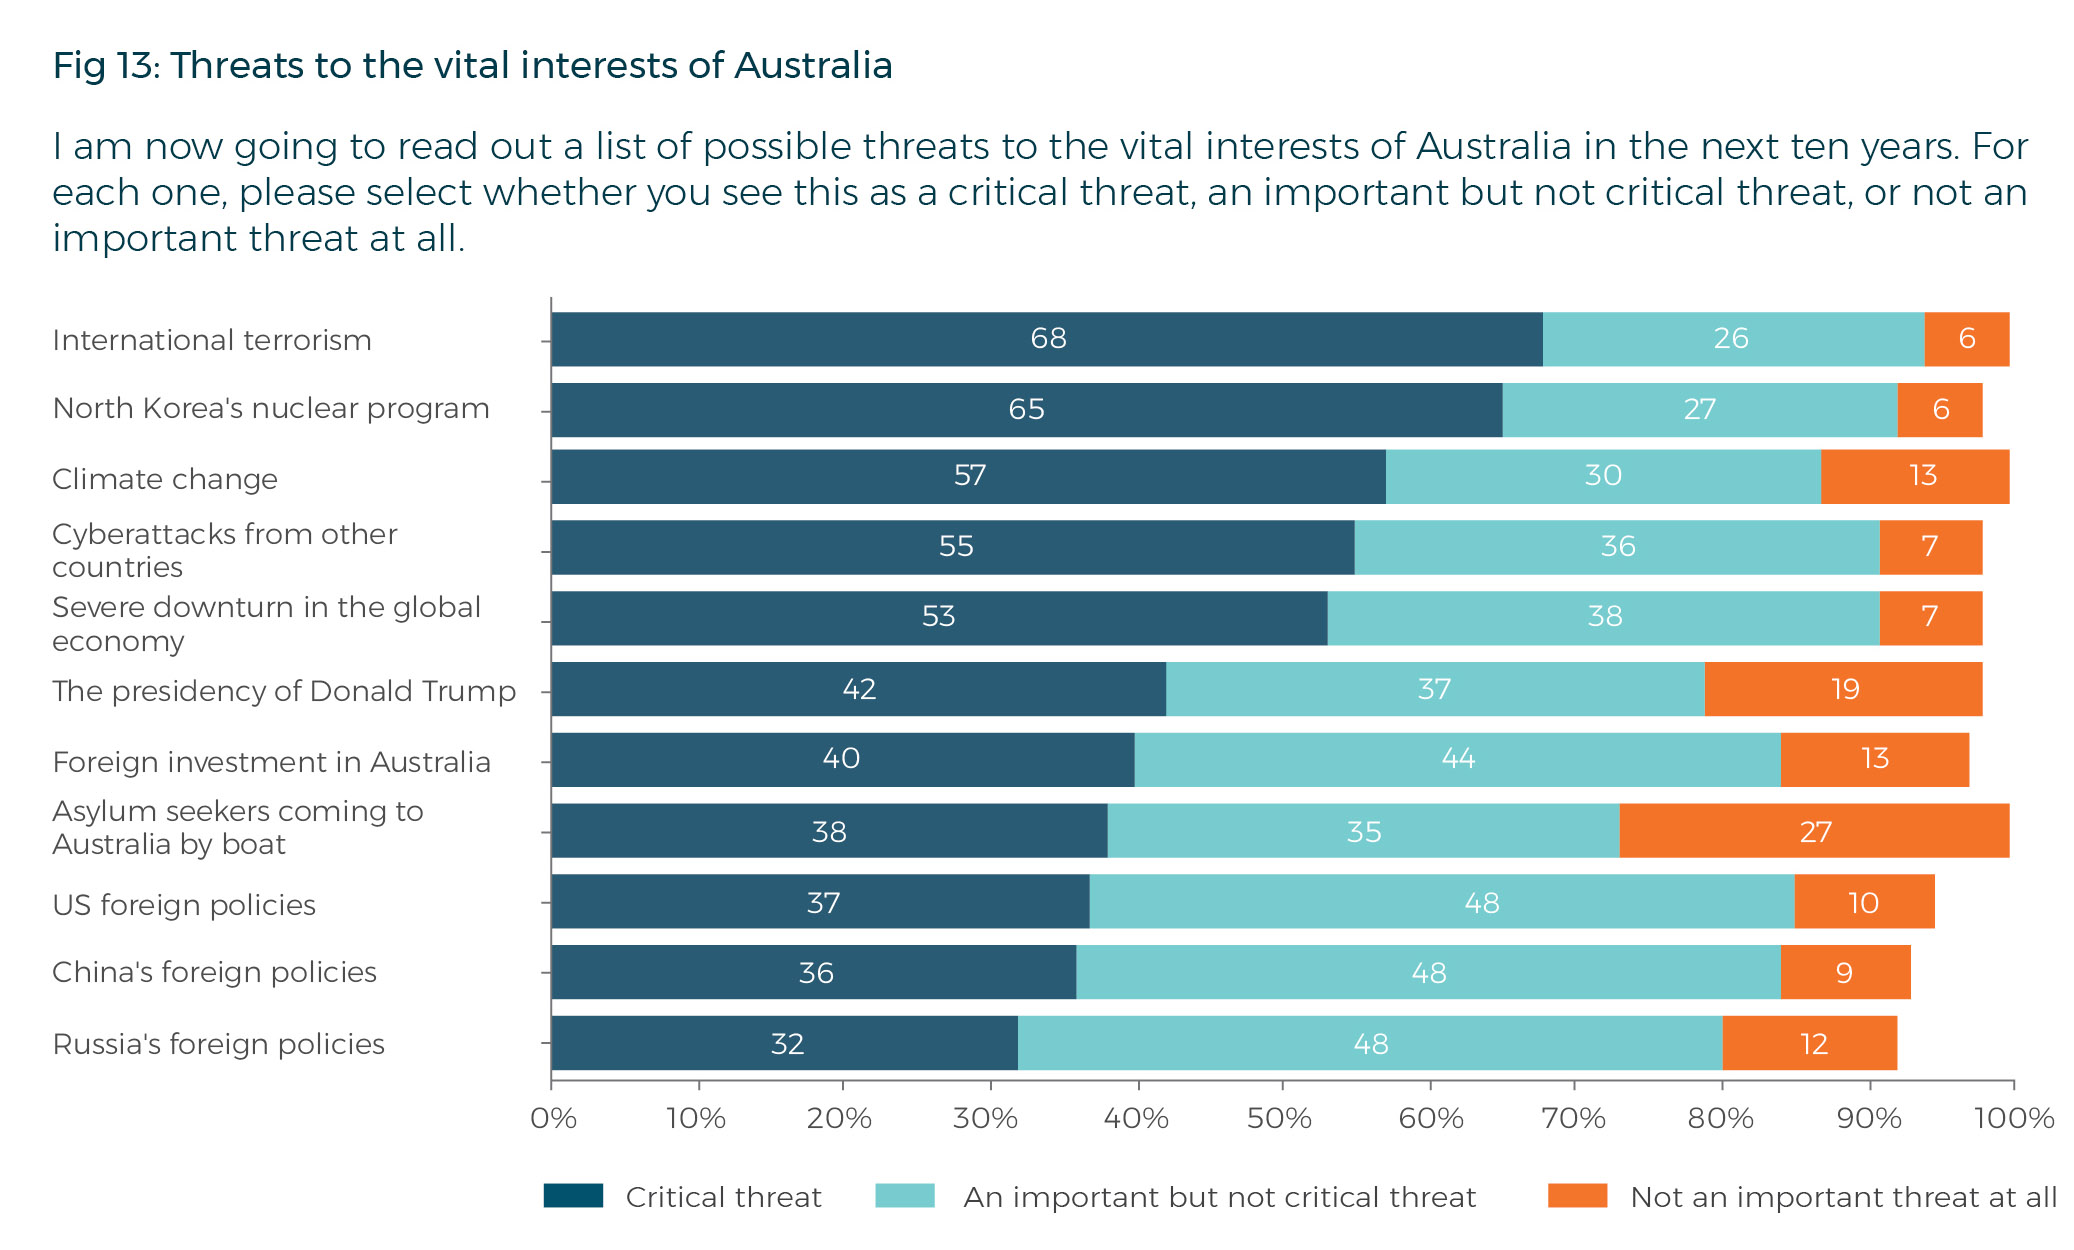 Fig 13: Threats to the vital interests of Australia
I am now going to read out a list of possible threats to the vital interests of Australia in the next ten years. For
each one, please select whether you see this as a critical threat, an important but not critical threat, or not an
important threat at all.
International terrorism
68 26 6
North Korea's nuclear program
65 27 6
Climate change
57 30 13
Cyberattacks from other
countries
55 36 7
Severe downturn in the global
economy
53 38 7
The presidency of Donald Trump
42 37 19
Foreign investment in Australia
40 44 13
Asylum seekers coming to
Australia by boat
38 35 27
US foreign policies
37 48 10
China's foreign policies
36 48 9
Russia's foreign policies
32 48 12
0% 10% 20% 30% 40% 50% 60% 70% 80% 90% 100%
Critical threat An important but not critical threat Not an important threat at all